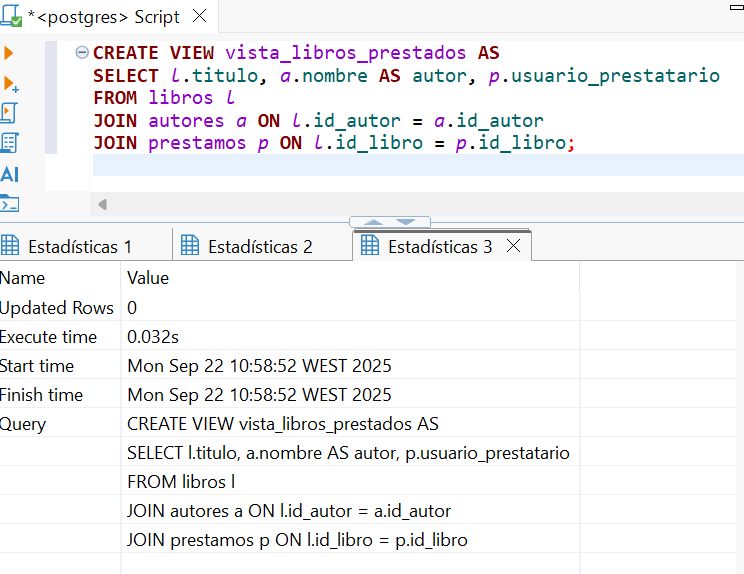 *<postgres> Script
CREATE VIEW vista_libros_prestados AS
SELECT l.titulo, a.nombre AS autor, p.usuario_prestatario
FROM libros l
JOIN autores a ON l.id_autor = a.id_autor
JOIN prestamos p ON l.id_libro = p.id_libro;
AI
Estadísticas 1 Estadísticas 2 Estadísticas 3
Name Value
Updated Rows 0
Execute time 0.032s
Start time Mon Sep 22 10:58:52 WEST 2025
Finish time Mon Sep 22 10:58:52 WEST 2025
Query CREATE VIEW vista_libros_prestados AS
SELECT l.titulo, a.nombre AS autor, p.usuario_prestatario
FROM libros l
JOIN autores a ON l.id_autor = a.id_autor
JOIN prestamos p ON l.id_libro = p.id_libro